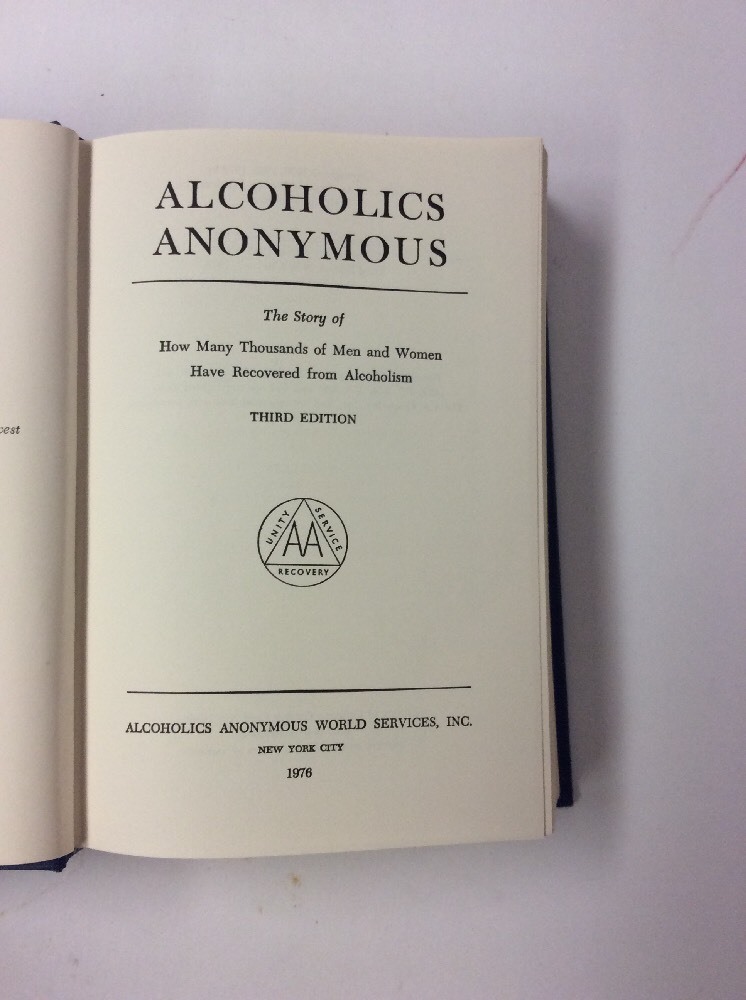 ALCOHOLICS
ANONYMOUS
The Story of
How Many Thousands of Men and Women
Have Recovered from Alcoholism
THIRD EDITION
UNITY
SERVICE
AA
RECOVERY
ALCOHOLICS ANONYMOUS WORLD SERVICES, INC.
NEW YORK CITY
1976